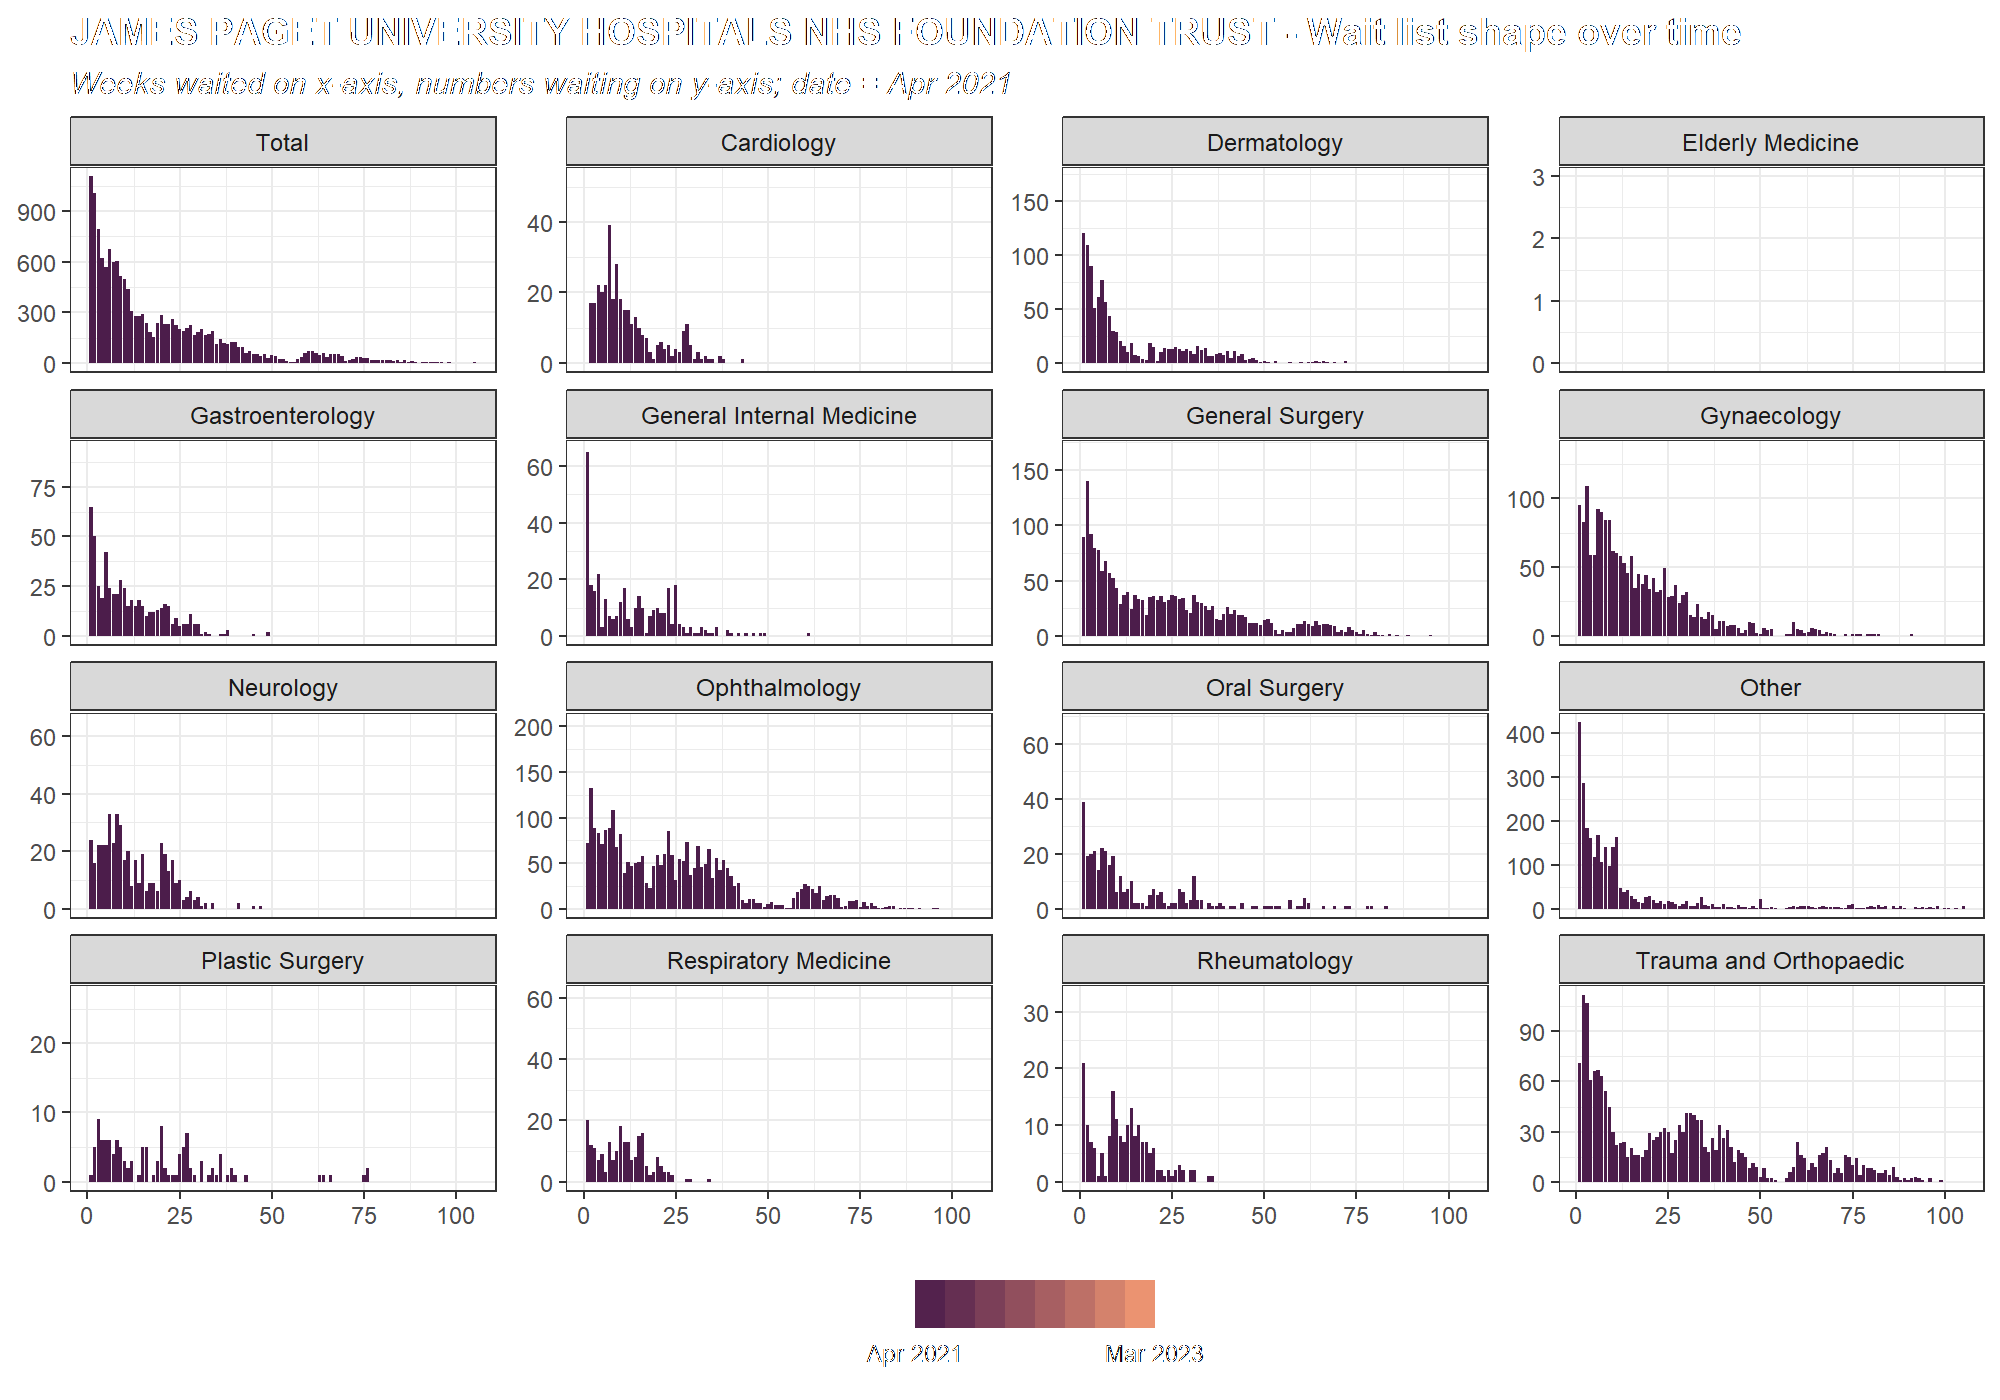 JAMES PAGET UNIVERSITY HOSPITALS NHS FOUNDATION TRUST - Wait list shape over time
Weeks waited on x-axis, numbers waiting on y-axis; date = Apr 2021
Total
Cardiology
Dermatology
Elderly Medicine
900
600
300
0
40
20
0
150
100
50
0
3
2
1
0
Gastroenterology
General Internal Medicine
General Surgery
Gynaecology
75
50
25
0
60
40
20
0
150
100
50
0
100
50
0
Neurology
Ophthalmology
Oral Surgery
Other
60
40
20
0
200
150
100
50
0
60
40
20
0
400
300
200
100
0
Plastic Surgery
Respiratory Medicine
Rheumatology
Trauma and Orthopaedic
20
10
0
60
40
20
0
30
20
10
0
90
60
30
0
0 25 50 75 100
0 25 50 75 100
0 25 50 75 100
0 25 50 75 100
Apr 2021
Mar 2023